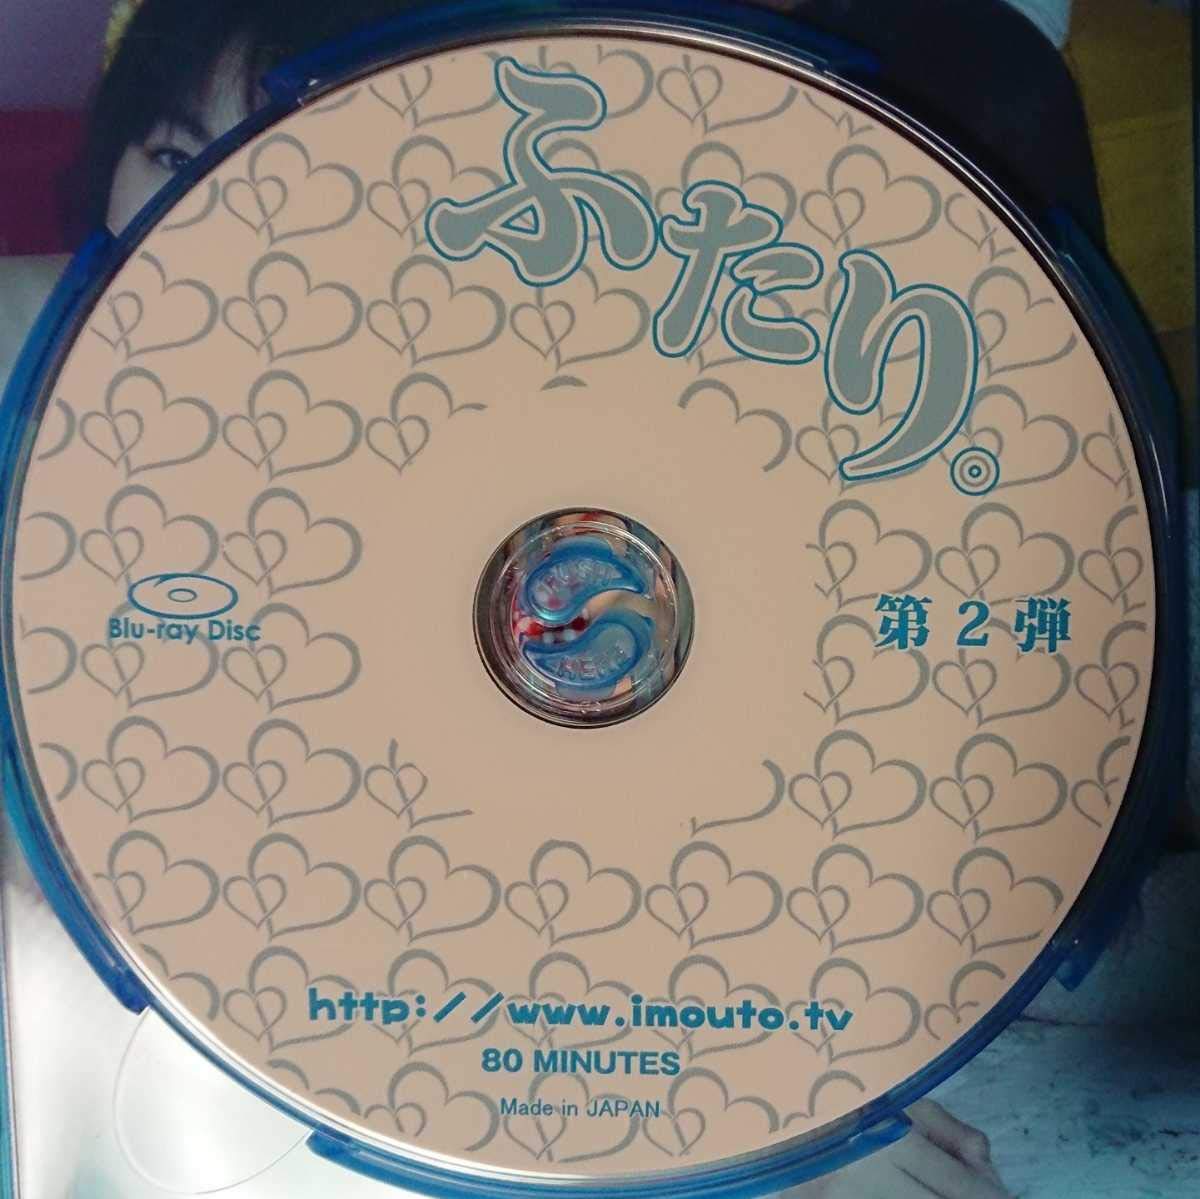 ふたり。
第2弾
Blu-ray Disc
http://www.imouto.tv
80 MINUTES
Made in JAPAN